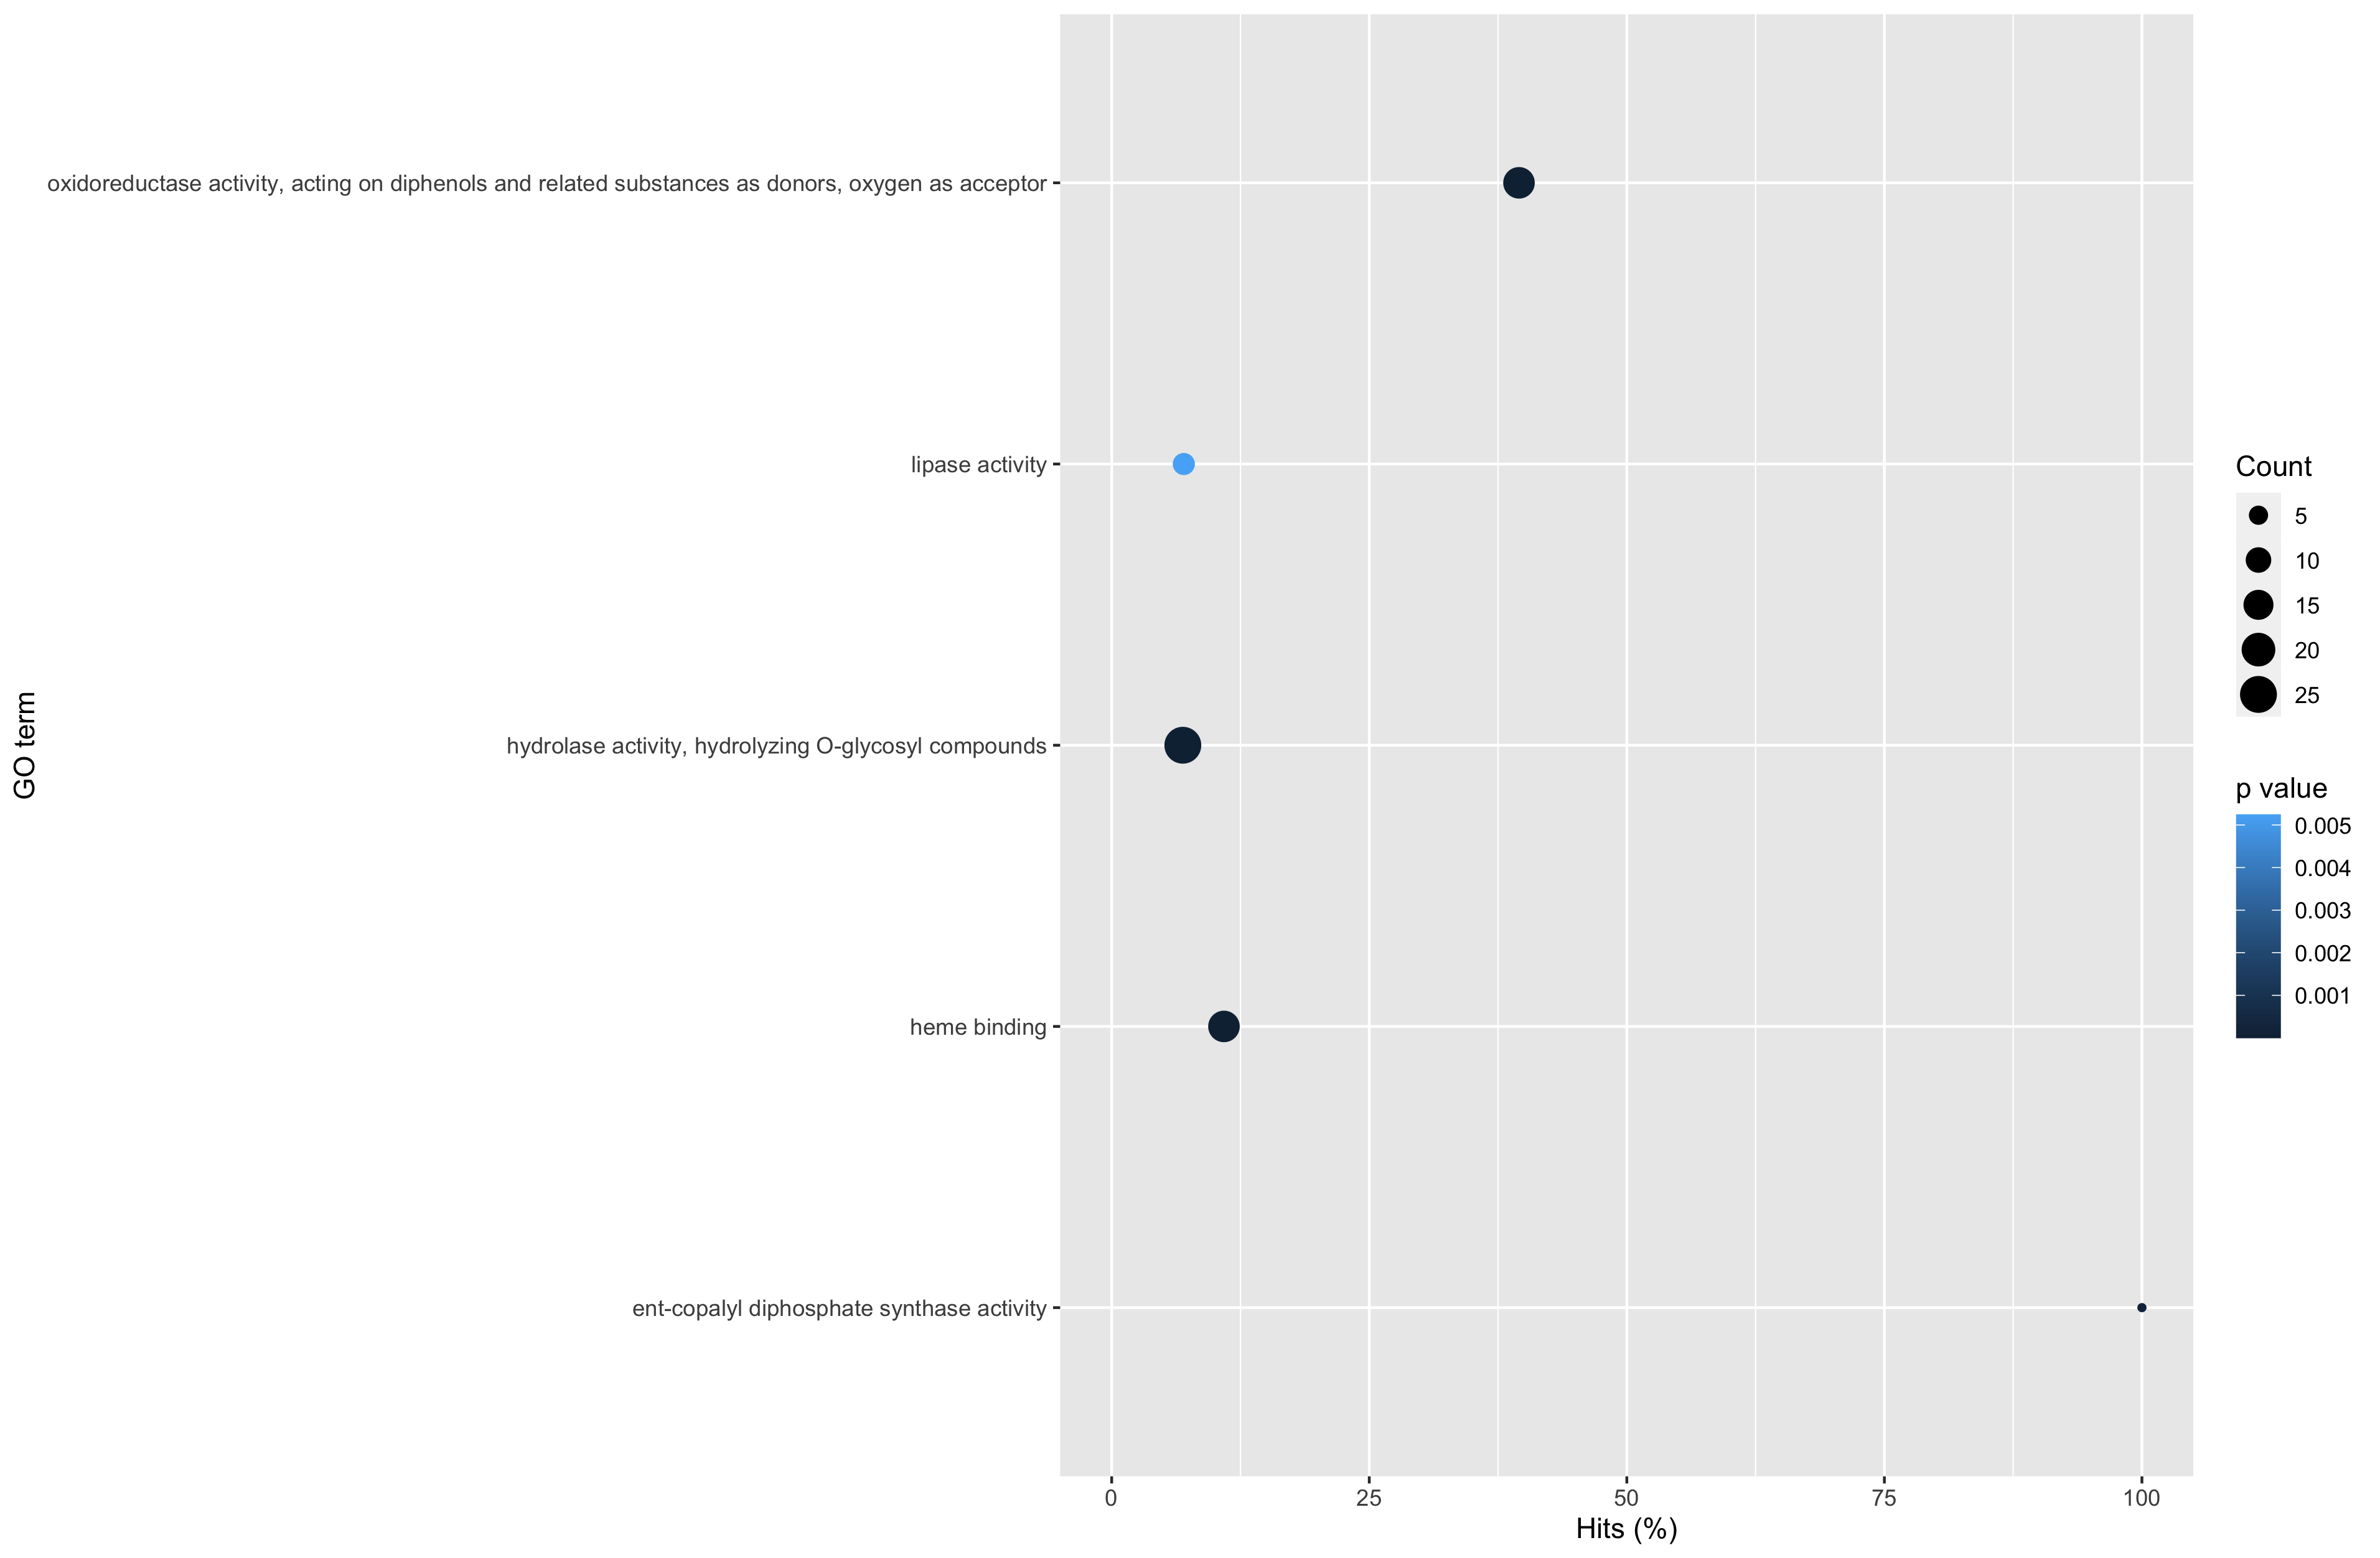 oxidoreductase activity, acting on diphenols and related substances as donors, oxygen as acceptor
lipase activity
hydrolase activity, hydrolyzing O-glycosyl compounds
heme binding
ent-copalyl diphosphate synthase activity
GO term
0 25 50 75 100
Hits (%)
Count
5
10
15
20
25
p value
0.005
0.004
0.003
0.002
0.001